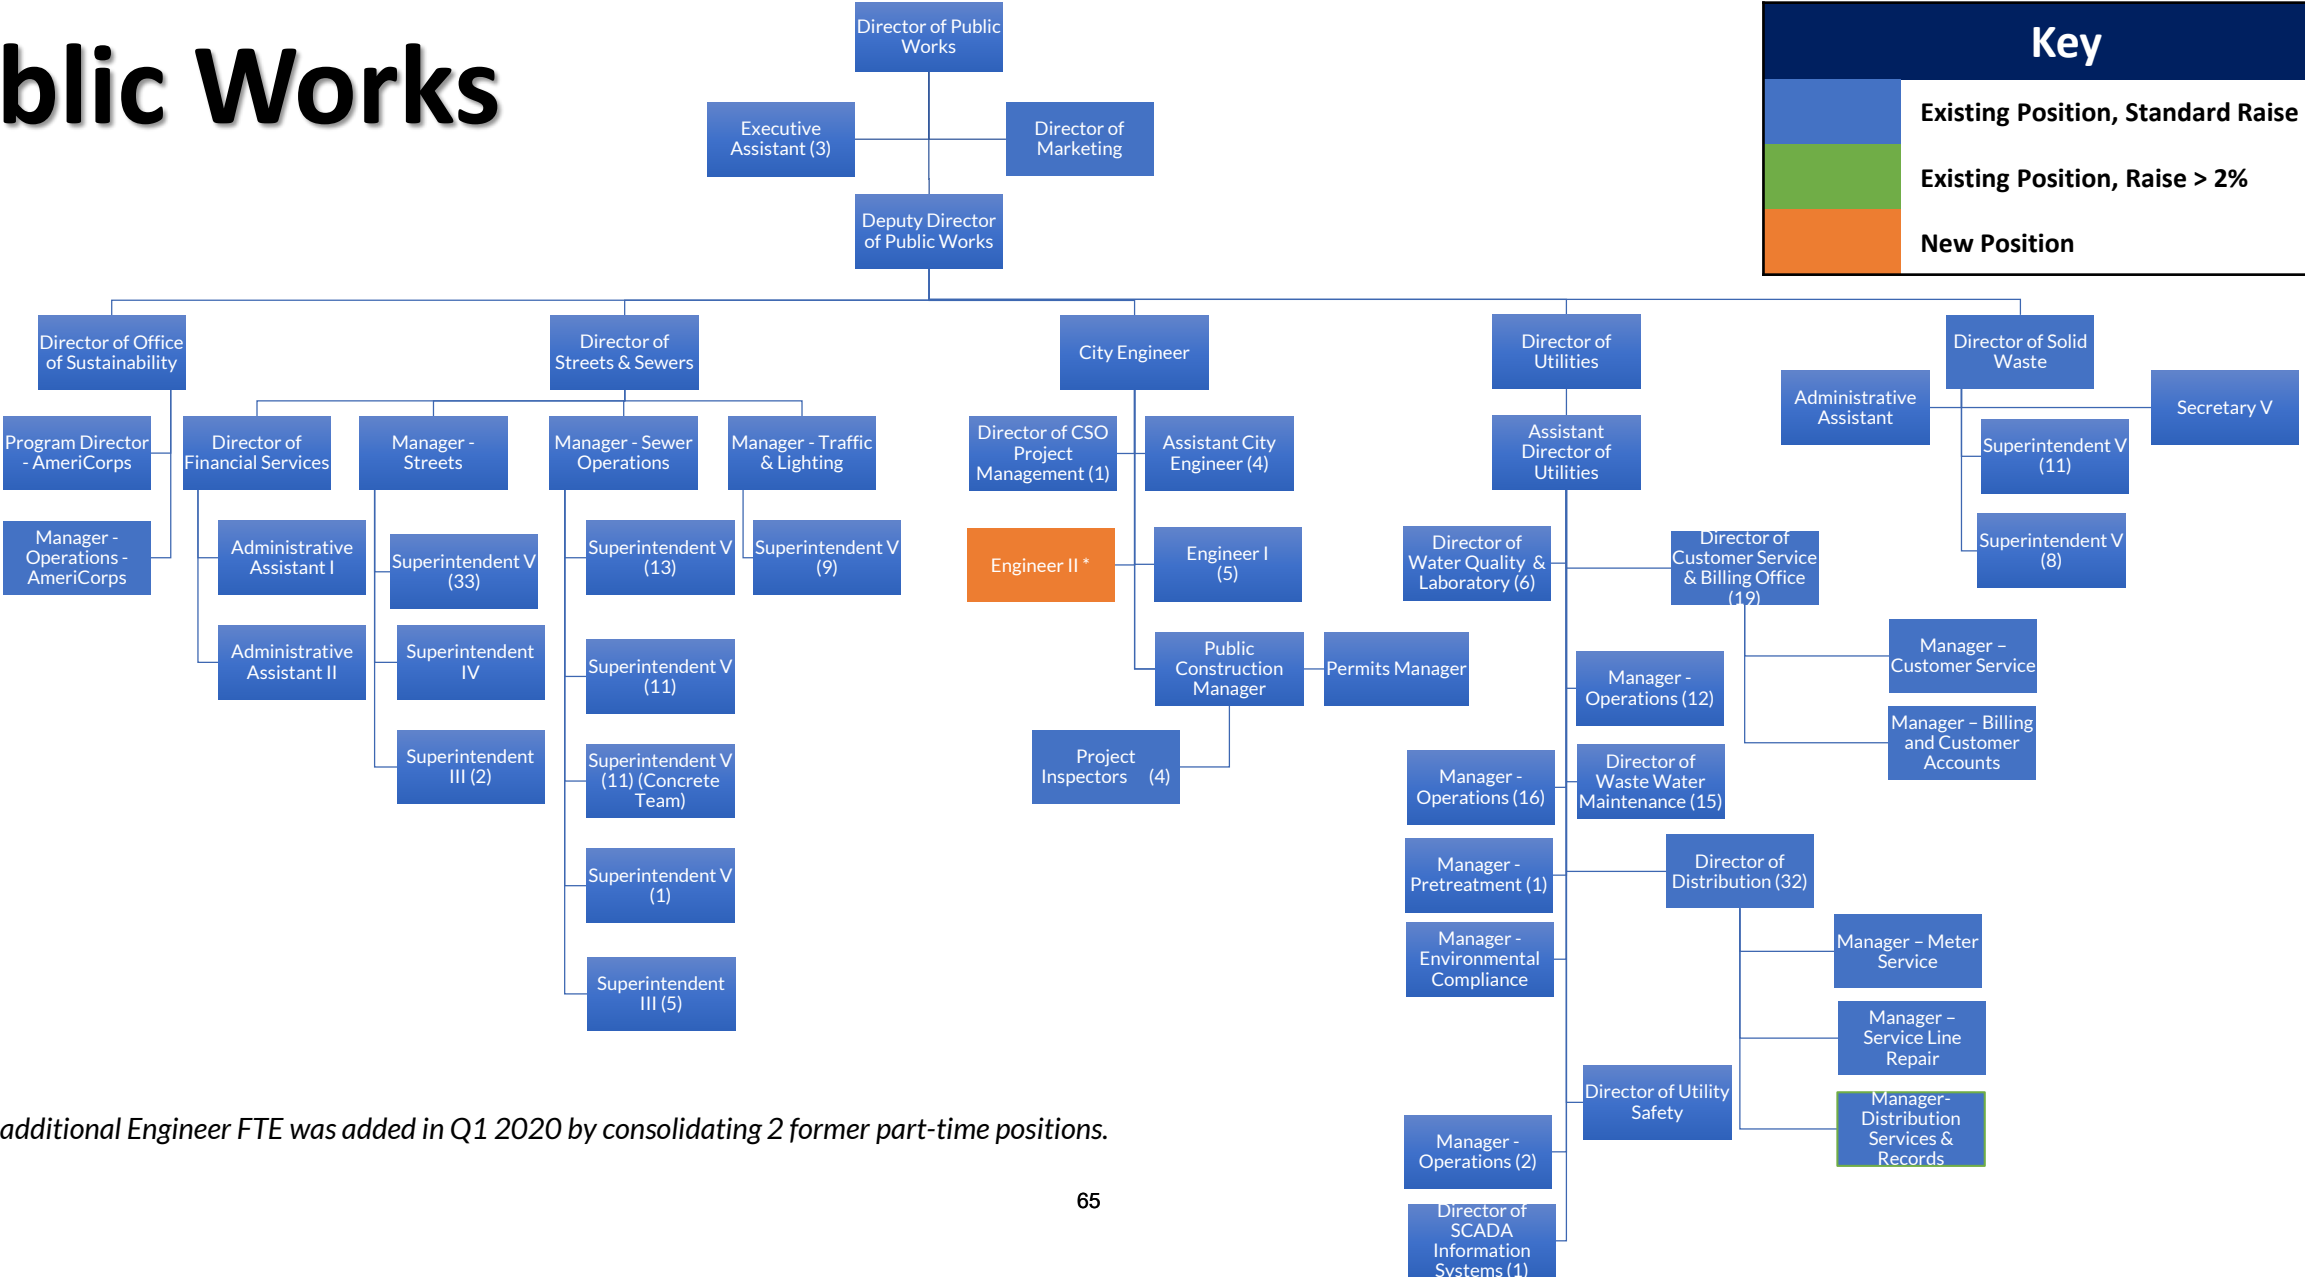 blic Works
Key
Existing Position, Standard Raise
Existing Position, Raise > 2%
New Position
Director of Public
Works
Executive
Assistant (3)
Director of
Marketing
Deputy Director
of Public Works
Director of Office
of Sustainability
Program Director
- AmeriCorps
Manager -
Operations -
AmeriCorps
Director of
Streets & Sewers
Director of
Financial Services
Administrative
Assistant I
Administrative
Assistant II
Manager -
Streets
Superintendent V
(33)
Superintendent
IV
Superintendent
III (2)
Manager - Sewer
Operations
Superintendent V
(13)
Superintendent V
(11)
Superintendent V
(11) (Concrete
Team)
Superintendent V
(1)
Superintendent
III (5)
Manager - Traffic
& Lighting
Superintendent V
(9)
City Engineer
Director of CSO
Project
Management (1)
Assistant City
Engineer (4)
Engineer II *
Engineer I
(5)
Public
Construction
Manager
Permits Manager
Project
Inspectors (4)
Director of
Utilities
Assistant
Director of
Utilities
Director of
Water Quality &
Laboratory (6)
Director of
Customer Service
& Billing Office
(19)
Manager –
Customer Service
Manager – Billing
and Customer
Accounts
Manager -
Operations (12)
Manager -
Operations (16)
Director of
Waste Water
Maintenance (15)
Manager -
Pretreatment (1)
Director of
Distribution (32)
Manager -
Environmental
Compliance
Manager – Meter
Service
Manager –
Service Line
Repair
Manager-
Distribution
Services &
Records
Director of Utility
Safety
Manager -
Operations (2)
Director of
SCADA
Information
Systems (1)
Director of Solid
Waste
Administrative
Assistant
Secretary V
Superintendent V
(11)
Superintendent V
(8)
additional Engineer FTE was added in Q1 2020 by consolidating 2 former part-time positions.
65